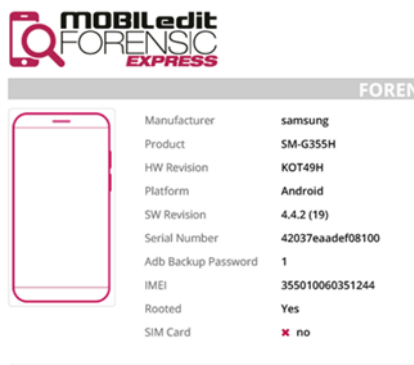 MOBILedit
FORENSIC
EXPRESS
FOREN
Manufacturer samsung
Product SM-G355H
HW Revision KOT49H
Platform Android
SW Revision 4.4.2 (19)
Serial Number 42037eaadef08100
Adb Backup Password 1
IMEI 355010060351244
Rooted Yes
SIM Card ✖ no